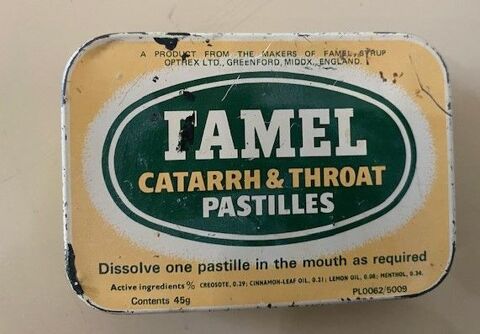 A PRODUCT FROM THE MAKERS OF FAMEL SYRUP
OPTREX LTD., GREENFORD, MIDDX., ENGLAND.
FAMEL
CATARRH & THROAT
PASTILLES
Dissolve one pastille in the mouth as required
Active ingredients % CREOSOTE, 0.29; CINNAMON-LEAF OIL, 0.21; LEMON OIL, 0.08; MENTHOL, 0.34.
Contents 45g
PL0062/5009